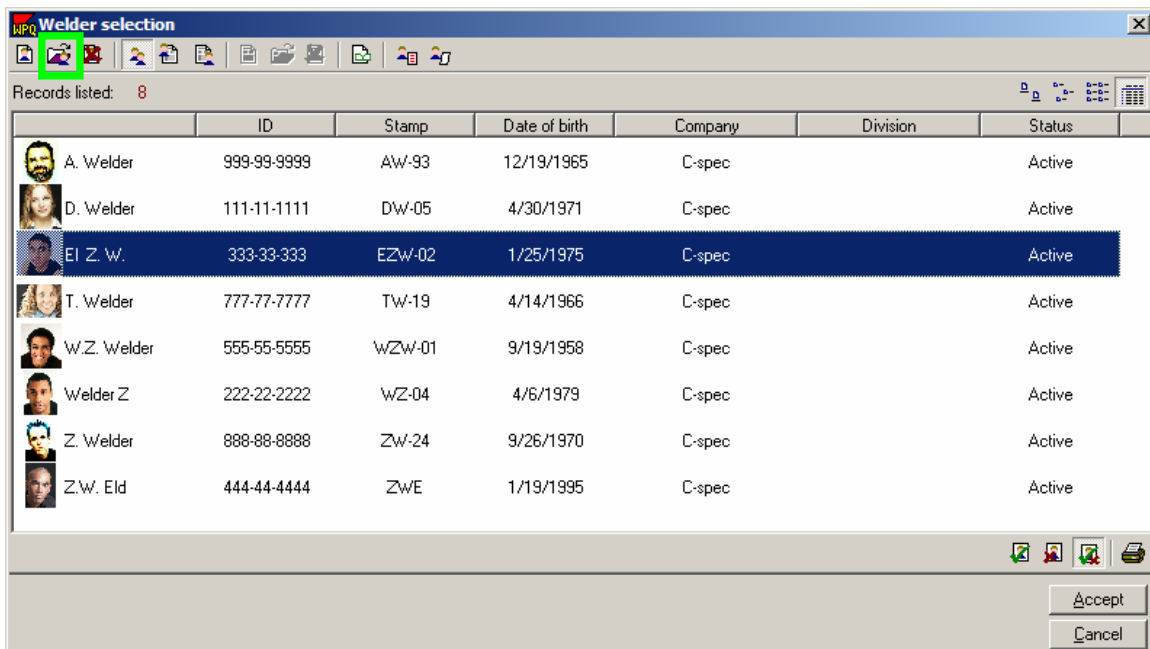 WPQ Welder selection
Records listed: 8
ID Stamp Date of birth Company Division Status
A. Welder 999-99-9999 AW-93 12/19/1965 C-spec Active
D. Welder 111-11-1111 DW-05 4/30/1971 C-spec Active
El Z. W. 333-33-333 EZW-02 1/25/1975 C-spec Active
T. Welder 777-77-7777 TW-19 4/14/1966 C-spec Active
W.Z. Welder 555-55-5555 WZW-01 9/19/1958 C-spec Active
Welder Z 222-22-2222 WZ-04 4/6/1979 C-spec Active
Z. Welder 888-88-8888 ZW-24 9/26/1970 C-spec Active
Z.W. Eld 444-44-4444 ZWE 1/19/1995 C-spec Active
Accept
Cancel